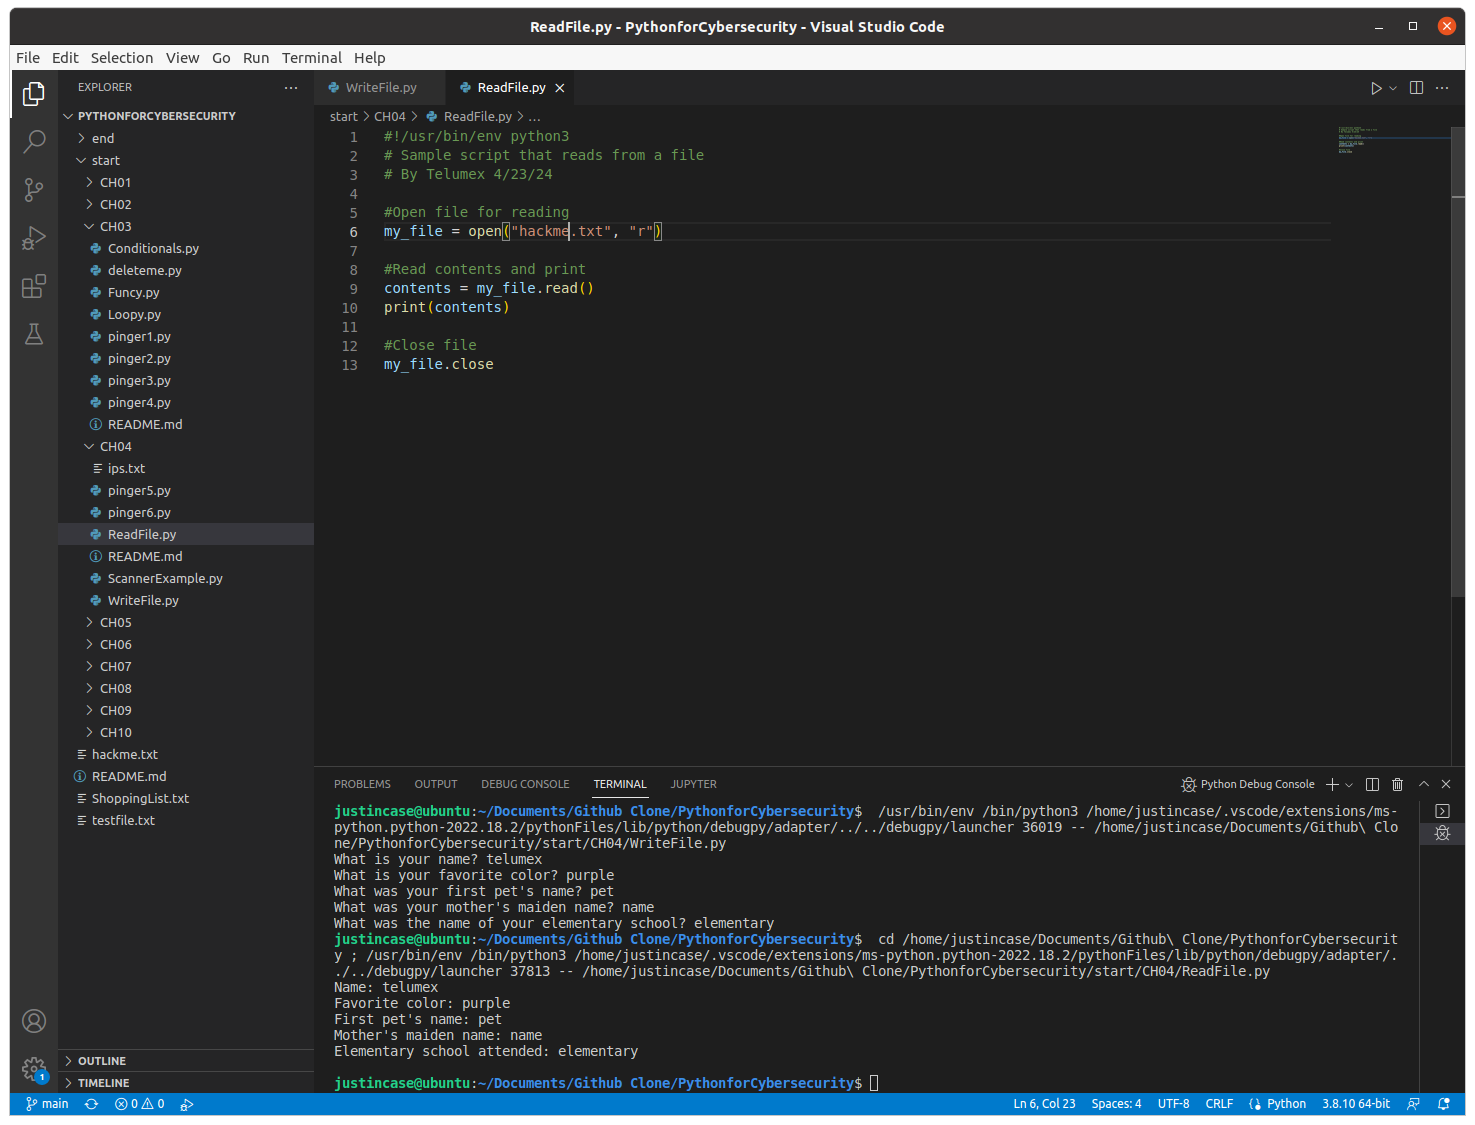 ReadFile.py - PythonforCybersecurity - Visual Studio Code
File Edit Selection View Go Run Terminal Help
EXPLORER
PYTHONFORCYBERSECURITY
end
start
CH01
CH02
CH03
Conditionals.py
deleteme.py
Funcy.py
Loopy.py
pinger1.py
pinger2.py
pinger3.py
pinger4.py
README.md
CH04
ips.txt
pinger5.py
pinger6.py
ReadFile.py
README.md
ScannerExample.py
WriteFile.py
CH05
CH06
CH07
CH08
CH09
CH10
hackme.txt
README.md
ShoppingList.txt
testfile.txt
OUTLINE
TIMELINE
WriteFile.py ReadFile.py
start > CH04 > ReadFile.py > ...
1 #!/usr/bin/env python3
2 # Sample script that reads from a file
3 # By Telumex 4/23/24
4
5 #Open file for reading
6 my_file = open("hackme.txt", "r")
7
8 #Read contents and print
9 contents = my_file.read()
10 print(contents)
11
12 #Close file
13 my_file.close
PROBLEMS OUTPUT DEBUG CONSOLE TERMINAL JUPYTER
Python Debug Console
justincase@ubuntu:~/Documents/Github Clone/PythonforCybersecurity$  /usr/bin/env /bin/python3 /home/justincase/.vscode/extensions/ms-
python.python-2022.18.2/pythonFiles/lib/python/debugpy/adapter/../../debugpy/launcher 36019 -- /home/justincase/Documents/Github\ Clo
ne/PythonforCybersecurity/start/CH04/WriteFile.py
What is your name? telumex
What is your favorite color? purple
What was your first pet's name? pet
What was your mother's maiden name? name
What was the name of your elementary school? elementary
justincase@ubuntu:~/Documents/Github Clone/PythonforCybersecurity$  cd /home/justincase/Documents/Github\ Clone/PythonforCybersecurit
y ; /usr/bin/env /bin/python3 /home/justincase/.vscode/extensions/ms-python.python-2022.18.2/pythonFiles/lib/python/debugpy/adapter/.
./../debugpy/launcher 37813 -- /home/justincase/Documents/Github\ Clone/PythonforCybersecurity/start/CH04/ReadFile.py
Name: telumex
Favorite color: purple
First pet's name: pet
Mother's maiden name: name
Elementary school attended: elementary
justincase@ubuntu:~/Documents/Github Clone/PythonforCybersecurity$
1
main 0 0 Ln 6, Col 23 Spaces: 4 UTF-8 CRLF Python 3.8.10 64-bit